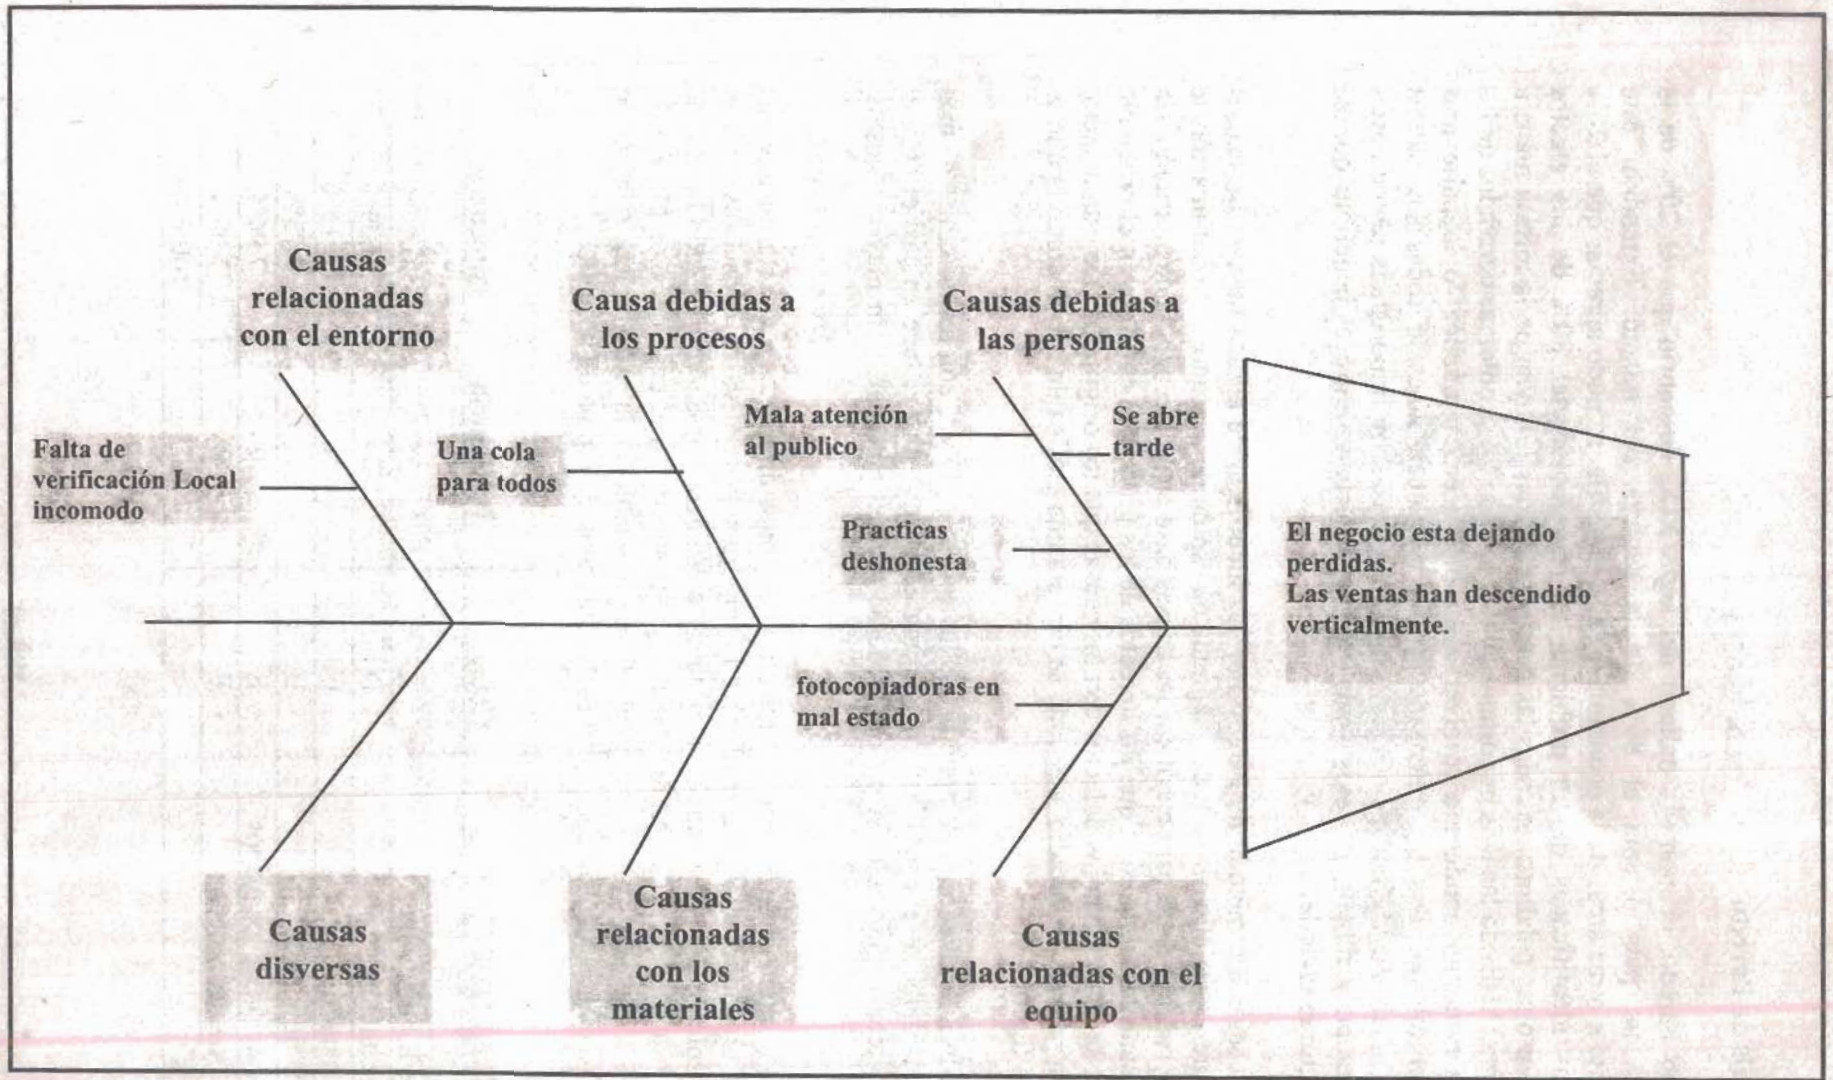 Causas
relacionadas
con el entorno
Causa debidas a
los procesos
Causas debidas a
las personas
Falta de
verificación Local
incomodo
Una cola
para todos
Mala atención
al publico
Se abre
tarde
Practicas
deshonesta
El negocio esta dejando
perdidas.
Las ventas han descendido
verticalmente.
fotocopiadoras en
mal estado
Causas
disversas
Causas
relacionadas
con los
materiales
Causas
relacionadas con el
equipo